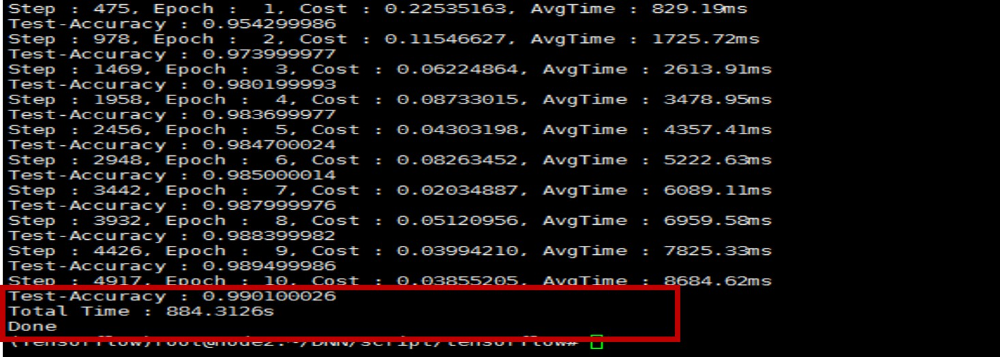 Step : 475, Epoch :  1, Cost : 0.22535163, AvgTime : 829.19ms
Test-Accuracy : 0.954299986
Step : 978, Epoch :  2, Cost : 0.11546627, AvgTime : 1725.72ms
Test-Accuracy : 0.973999977
Step : 1469, Epoch :  3, Cost : 0.06224864, AvgTime : 2613.91ms
Test-Accuracy : 0.980199993
Step : 1958, Epoch :  4, Cost : 0.08733015, AvgTime : 3478.95ms
Test-Accuracy : 0.983699977
Step : 2456, Epoch :  5, Cost : 0.04303198, AvgTime : 4357.41ms
Test-Accuracy : 0.984700024
Step : 2948, Epoch :  6, Cost : 0.08263452, AvgTime : 5222.63ms
Test-Accuracy : 0.985000014
Step : 3442, Epoch :  7, Cost : 0.02034887, AvgTime : 6089.11ms
Test-Accuracy : 0.987999976
Step : 3932, Epoch :  8, Cost : 0.05120956, AvgTime : 6959.58ms
Test-Accuracy : 0.988399982
Step : 4426, Epoch :  9, Cost : 0.03994210, AvgTime : 7825.33ms
Test-Accuracy : 0.989499986
Step : 4917, Epoch : 10, Cost : 0.03855205, AvgTime : 8684.62ms
Test-Accuracy : 0.990100026
Total Time : 884.3126s
Done
(tensorflow)root@node2:~/DNN/script/tensorflow#